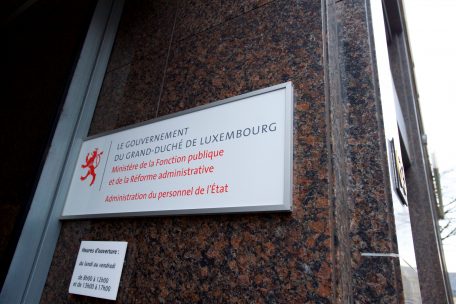 LE GOUVERNEMENT
DU GRAND-DUCHÉ DE LUXEMBOURG
Ministère de la Fonction publique
et de la Réforme administrative
Administration du personnel de l'État
Heures d'ouverture :
du lundi au vendredi
de 8h00 à 12h00
et de 13h00 à 17h00